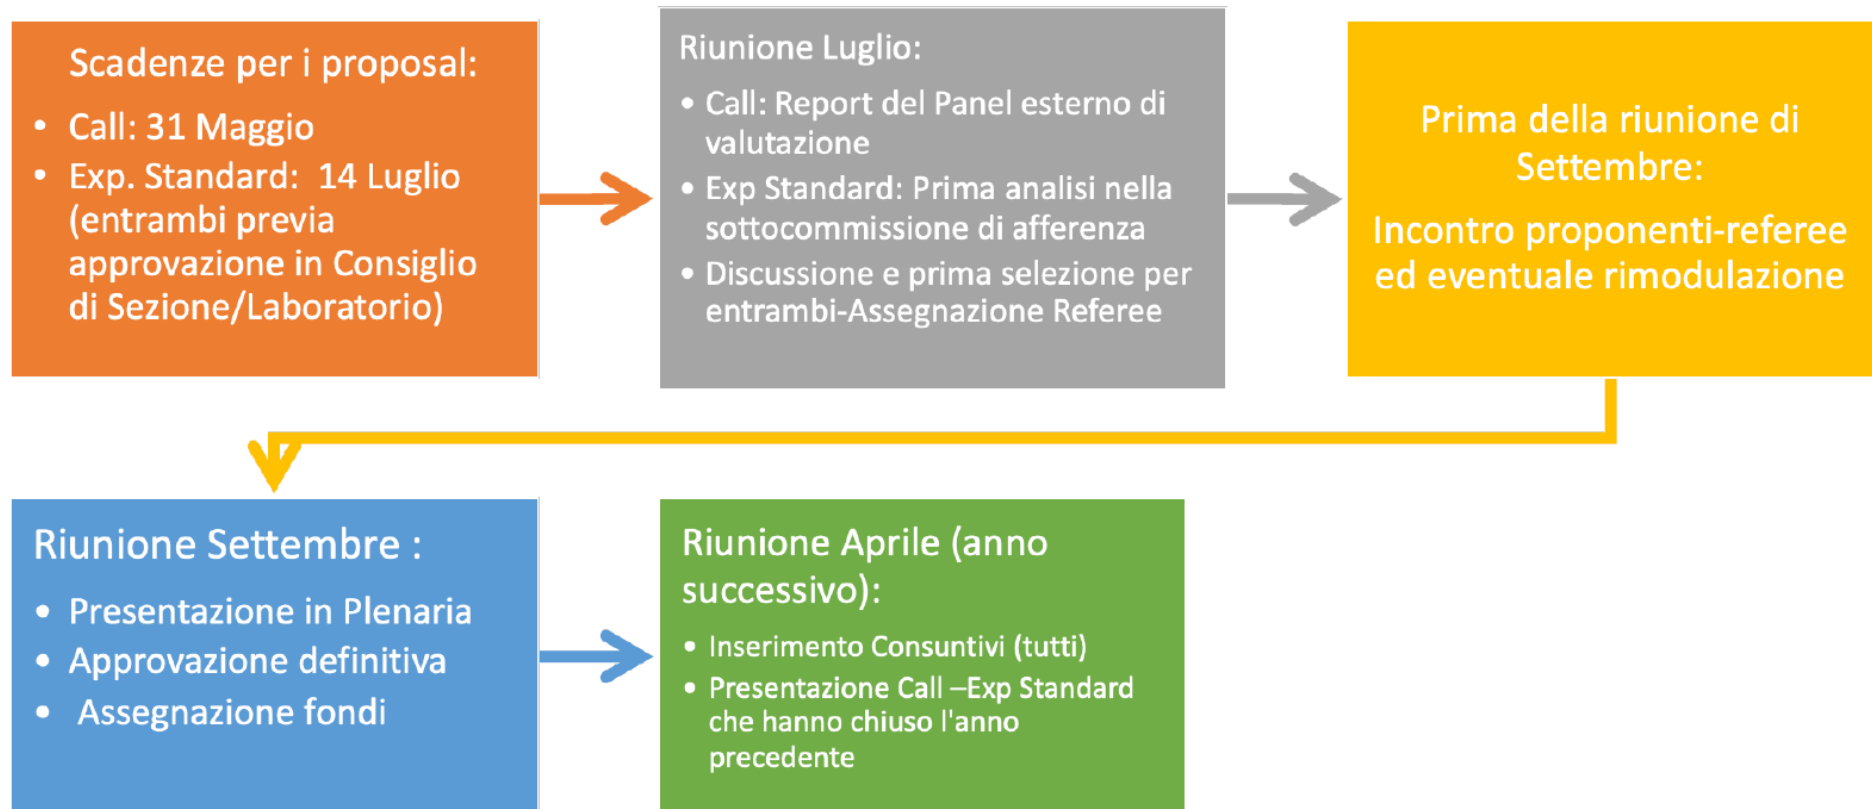 Scadenze per i proposal:
• Call: 31 Maggio
• Exp. Standard: 14 Luglio
(entrambi previa
approvazione in Consiglio
di Sezione/Laboratorio)
Riunione Luglio:
• Call: Report del Panel esterno di
valutazione
• Exp Standard: Prima analisi nella
sottocommissione di afferenza
• Discussione e prima selezione per
entrambi-Assegnazione Referee
Prima della riunione di
Settembre:
Incontro proponenti-referee
ed eventuale rimodulazione
Riunione Settembre :
• Presentazione in Plenaria
• Approvazione definitiva
• Assegnazione fondi
Riunione Aprile (anno
successivo):
• Inserimento Consuntivi (tutti)
• Presentazione Call –Exp Standard
che hanno chiuso l'anno
precedente